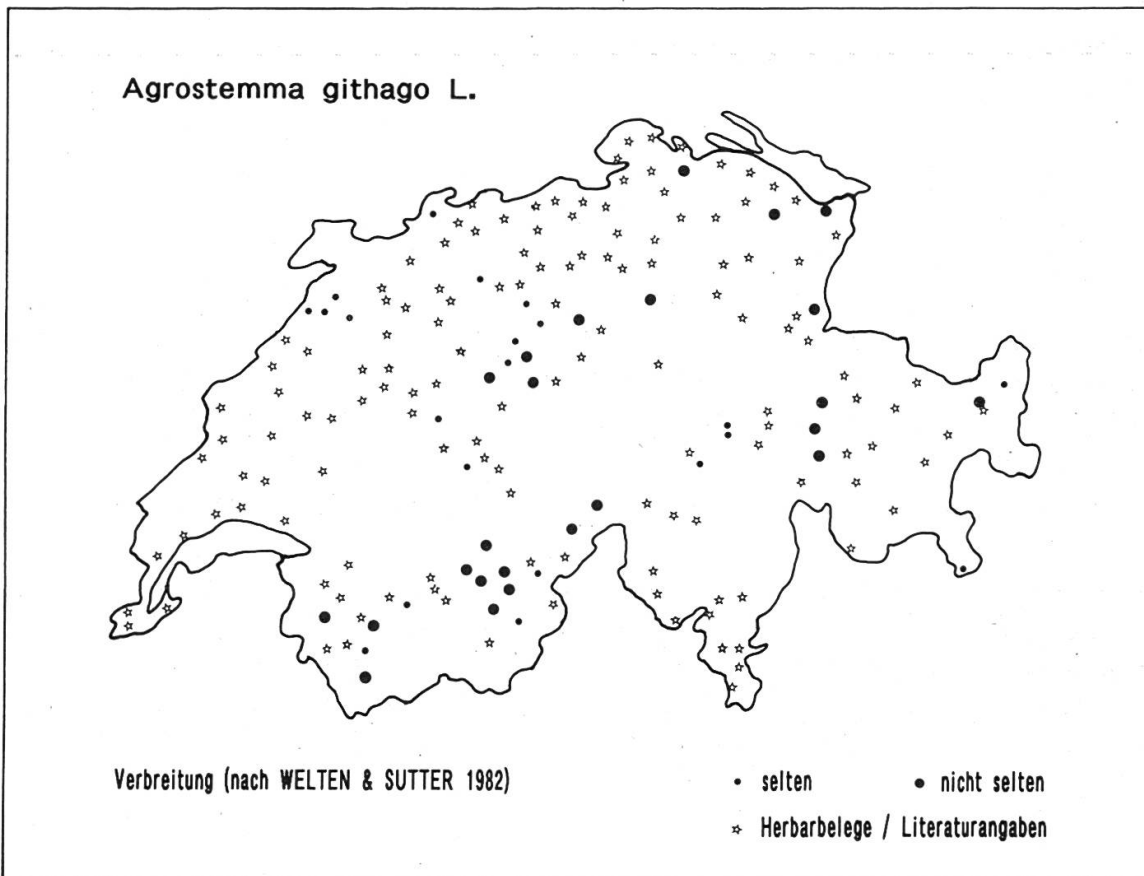 Agrostemma githago L.
Verbreitung (nach WELTEN & SUTTER 1982)
• selten ● nicht selten
☆ Herbarbelege / Literaturangaben